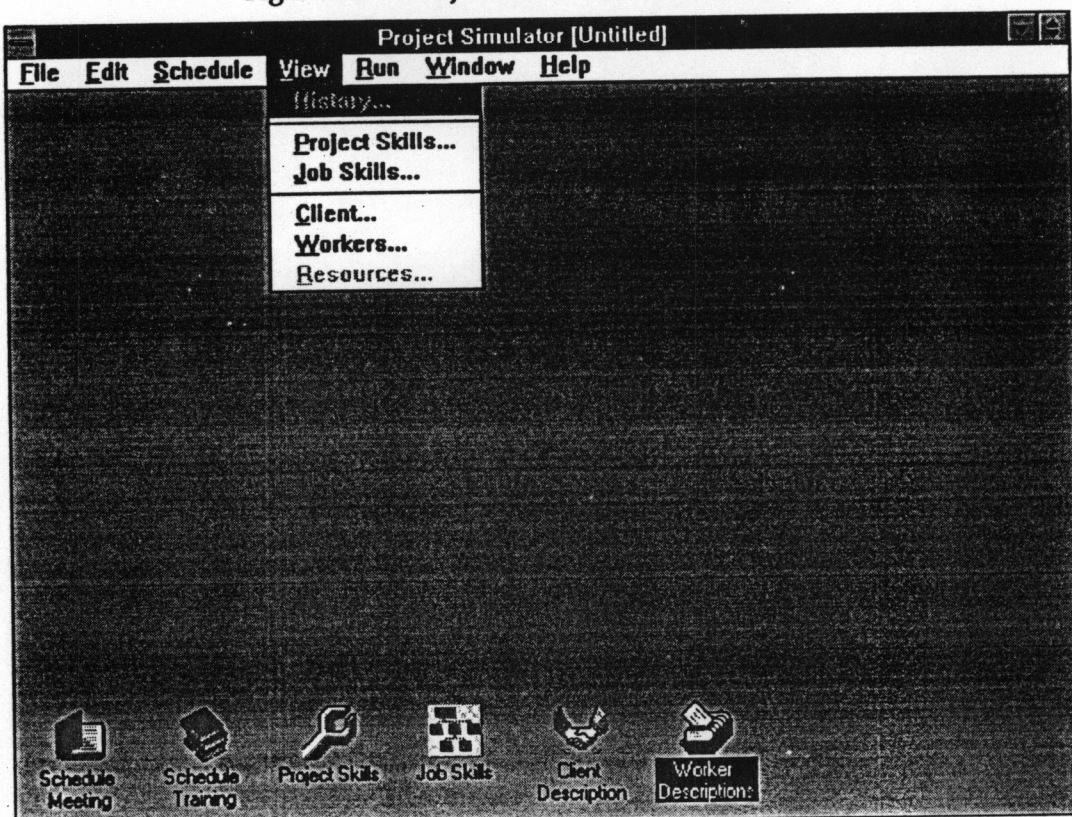 Project Simulator [Untitled]
File Edit Schedule View Run Window Help
History...
Project Skills...
Job Skills...
Client...
Workers...
Resources...
Schedule Meeting
Schedule Training
Project Skills
Job Skills
Client Description
Worker Descriptions